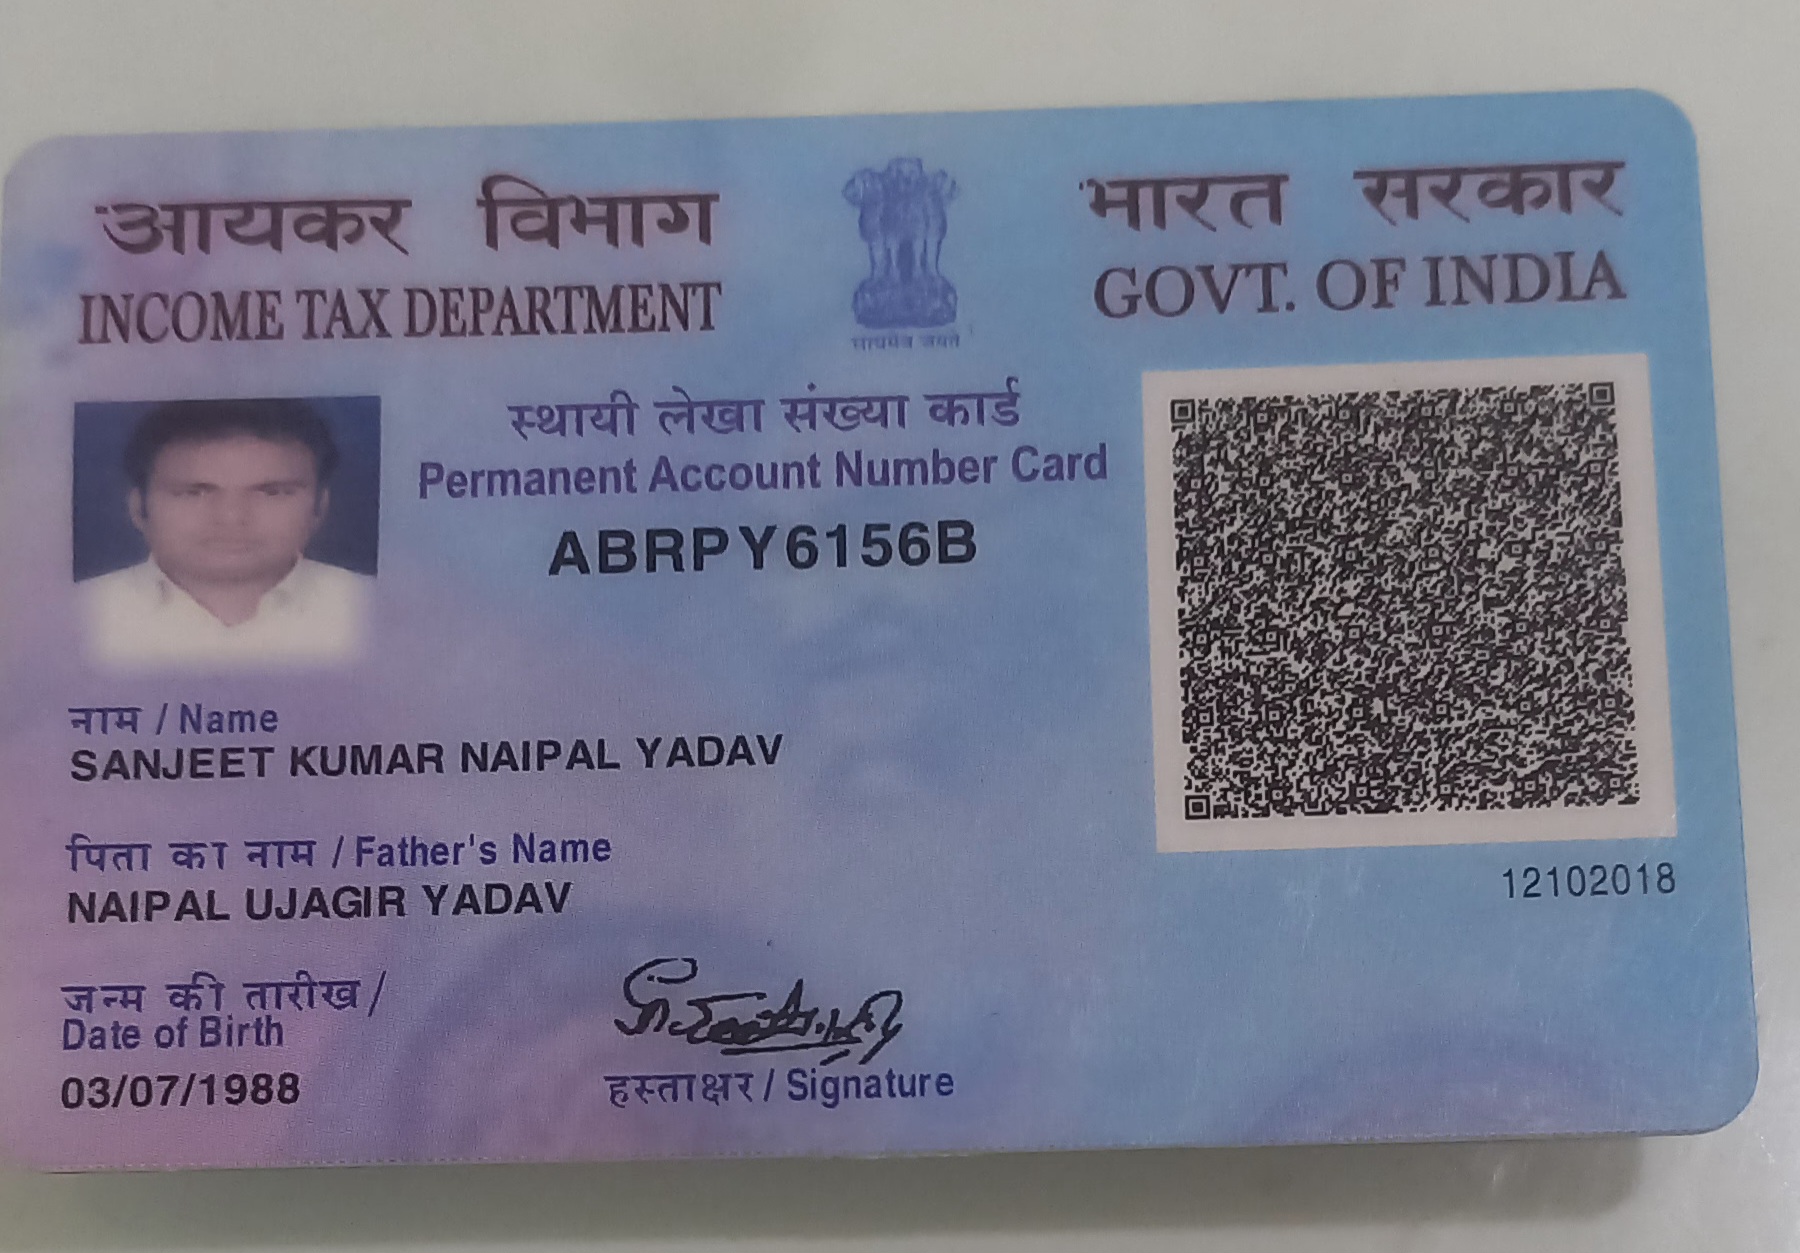 आयकर विभाग
INCOME TAX DEPARTMENT
भारत सरकार
GOVT. OF INDIA
सत्यमेव जयते
स्थायी लेखा संख्या कार्ड
Permanent Account Number Card
ABRPY6156B
नाम / Name
SANJEET KUMAR NAIPAL YADAV
पिता का नाम / Father's Name
NAIPAL UJAGIR YADAV
12102018
जन्म की तारीख /
Date of Birth
03/07/1988
हस्ताक्षर / Signature